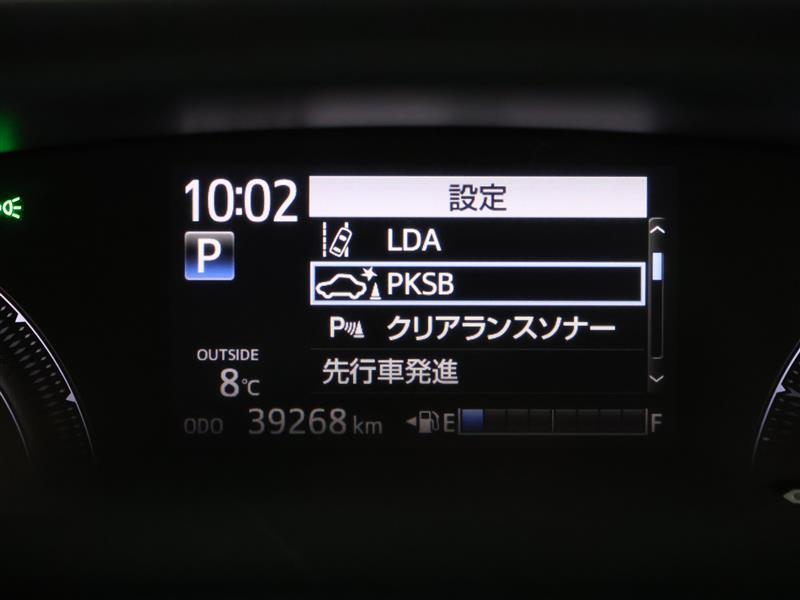 10:02
設定
LDA
P
PKSB
P クリアランスソナー
OUTSIDE
8℃
先行車発進
ODO 39268 km
E F